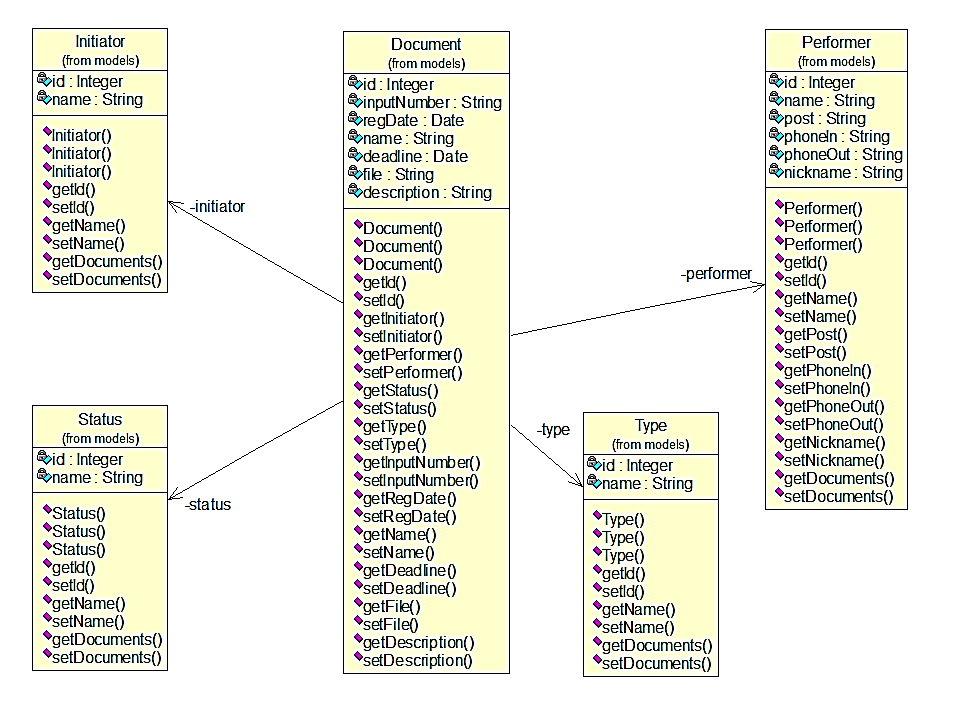 Initiator
(from models)
id : Integer
name : String
Initiator()
Initiator()
Initiator()
getId()
setId()
getName()
setName()
getDocuments()
setDocuments()
-initiator
Document
(from models)
id : Integer
inputNumber : String
regDate : Date
name : String
deadline : Date
file : String
description : String
Document()
Document()
Document()
getId()
setId()
getInitiator()
setInitiator()
getPerformer()
setPerformer()
getStatus()
setStatus()
getType()
setType()
getInputNumber()
setInputNumber()
getRegDate()
setRegDate()
getName()
setName()
getDeadline()
setDeadline()
getFile()
setFile()
getDescription()
setDescription()
-performer
Performer
(from models)
id : Integer
name : String
post : String
phoneIn : String
phoneOut : String
nickname : String
Performer()
Performer()
Performer()
getId()
setId()
getName()
setName()
getPost()
setPost()
getPhoneIn()
setPhoneIn()
getPhoneOut()
setPhoneOut()
getNickname()
setNickname()
getDocuments()
setDocuments()
Status
(from models)
id : Integer
name : String
Status()
Status()
Status()
getId()
setId()
getName()
setName()
getDocuments()
setDocuments()
-status
-type
Type
(from models)
id : Integer
name : String
Type()
Type()
Type()
getId()
setId()
getName()
setName()
getDocuments()
setDocuments()